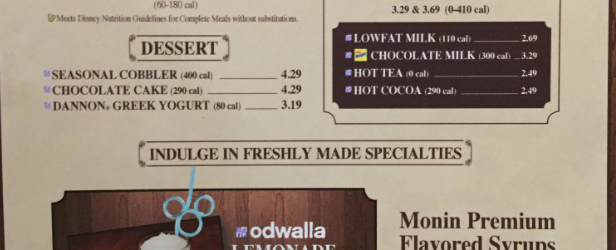 (60-180 cal)
Meets Disney Nutrition Guidelines for Complete Meals without substitutions.
DESSERT
SEASONAL COBBLER (400 cal) 4.29
CHOCOLATE CAKE (290 cal) 4.29
DANNON® GREEK YOGURT (80 cal) 3.19
3.29 & 3.69 (0-410 cal)
LOWFAT MILK (110 cal) 2.69
CHOCOLATE MILK (300 cal) 3.29
HOT TEA (0 cal) 2.49
HOT COCOA (290 cal) 2.49
INDULGE IN FRESHLY MADE SPECIALTIES
odwalla
LEMONADE
Monin Premium
Flavored Syrups